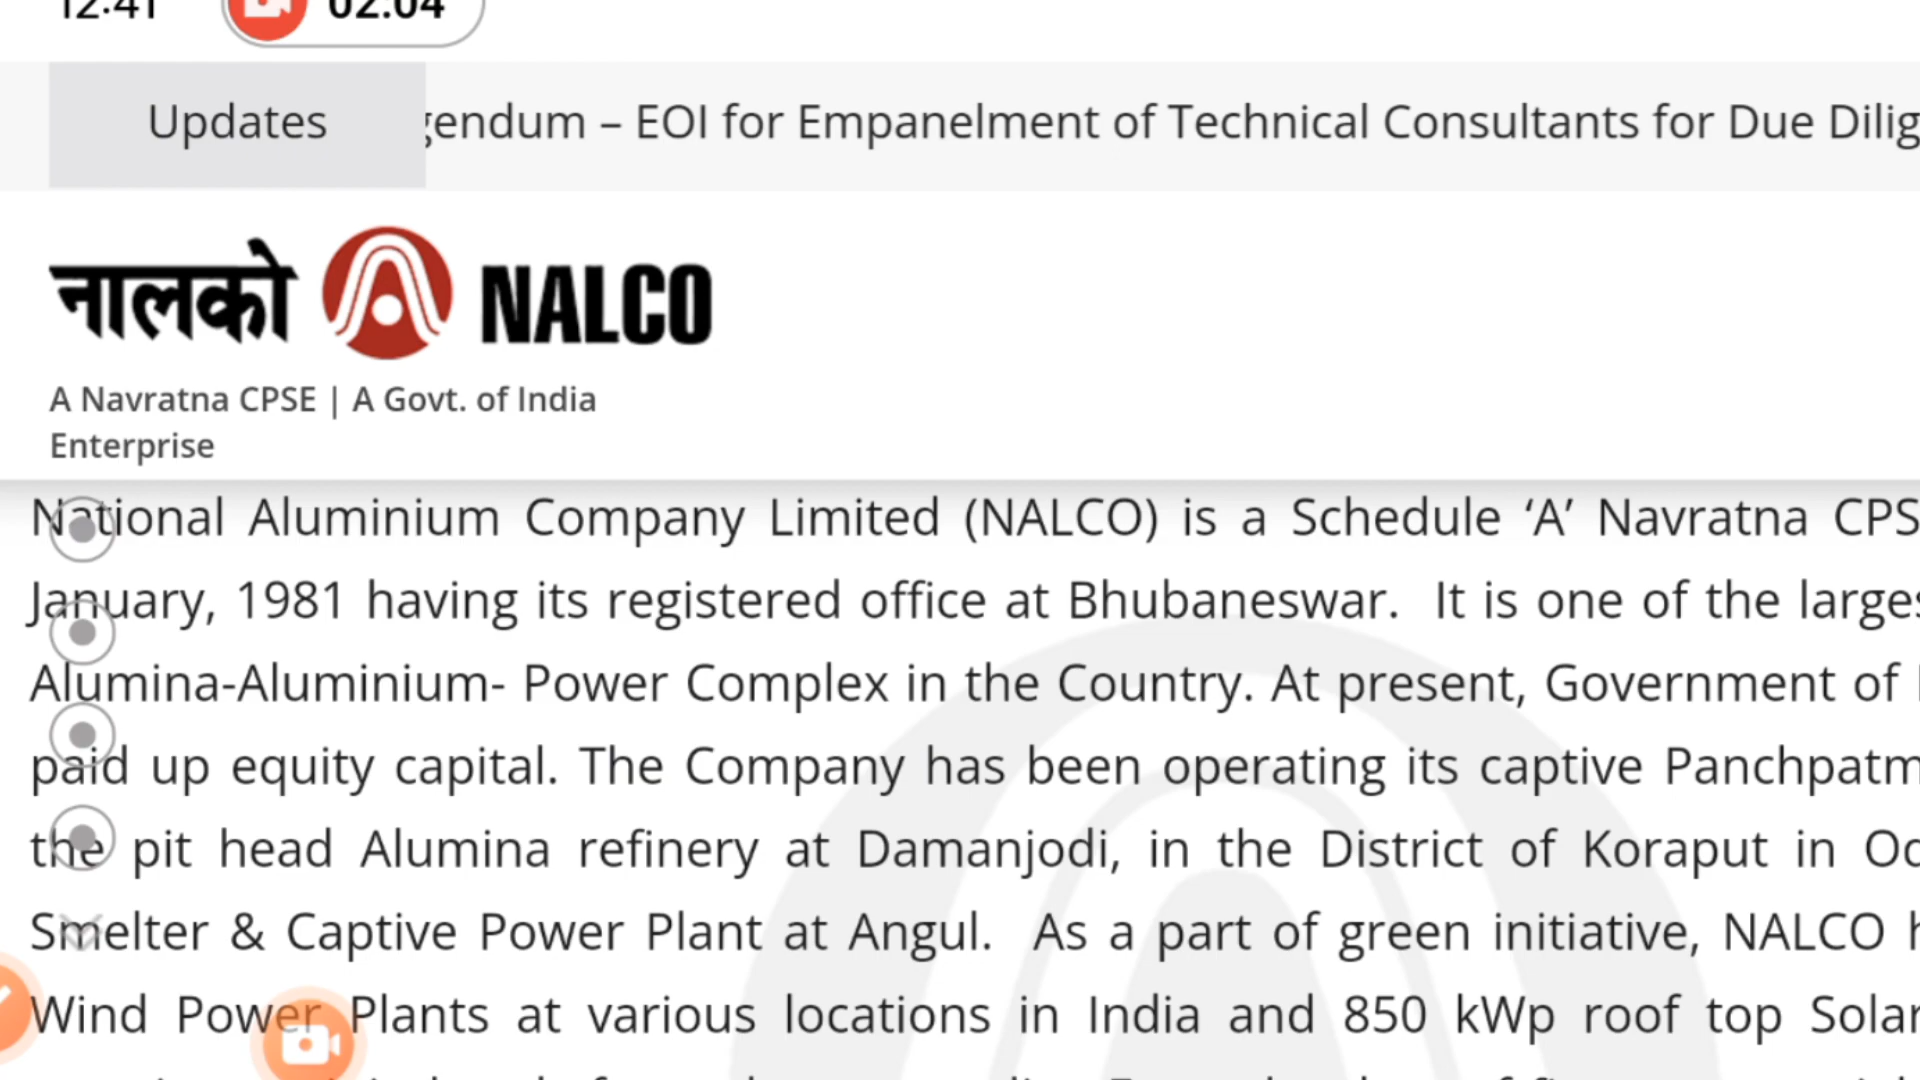 12:41 02:04
Updates endum – EOI for Empanelment of Technical Consultants for Due Dilig
नालको NALCO
A Navratna CPSE | A Govt. of India
Enterprise
National Aluminium Company Limited (NALCO) is a Schedule ‘A’ Navratna CPS
January, 1981 having its registered office at Bhubaneswar. It is one of the larges
Alumina-Aluminium- Power Complex in the Country. At present, Government of
paid up equity capital. The Company has been operating its captive Panchpatm
the pit head Alumina refinery at Damanjodi, in the District of Koraput in Od
Smelter & Captive Power Plant at Angul. As a part of green initiative, NALCO h
Wind Power Plants at various locations in India and 850 kWp roof top Solar